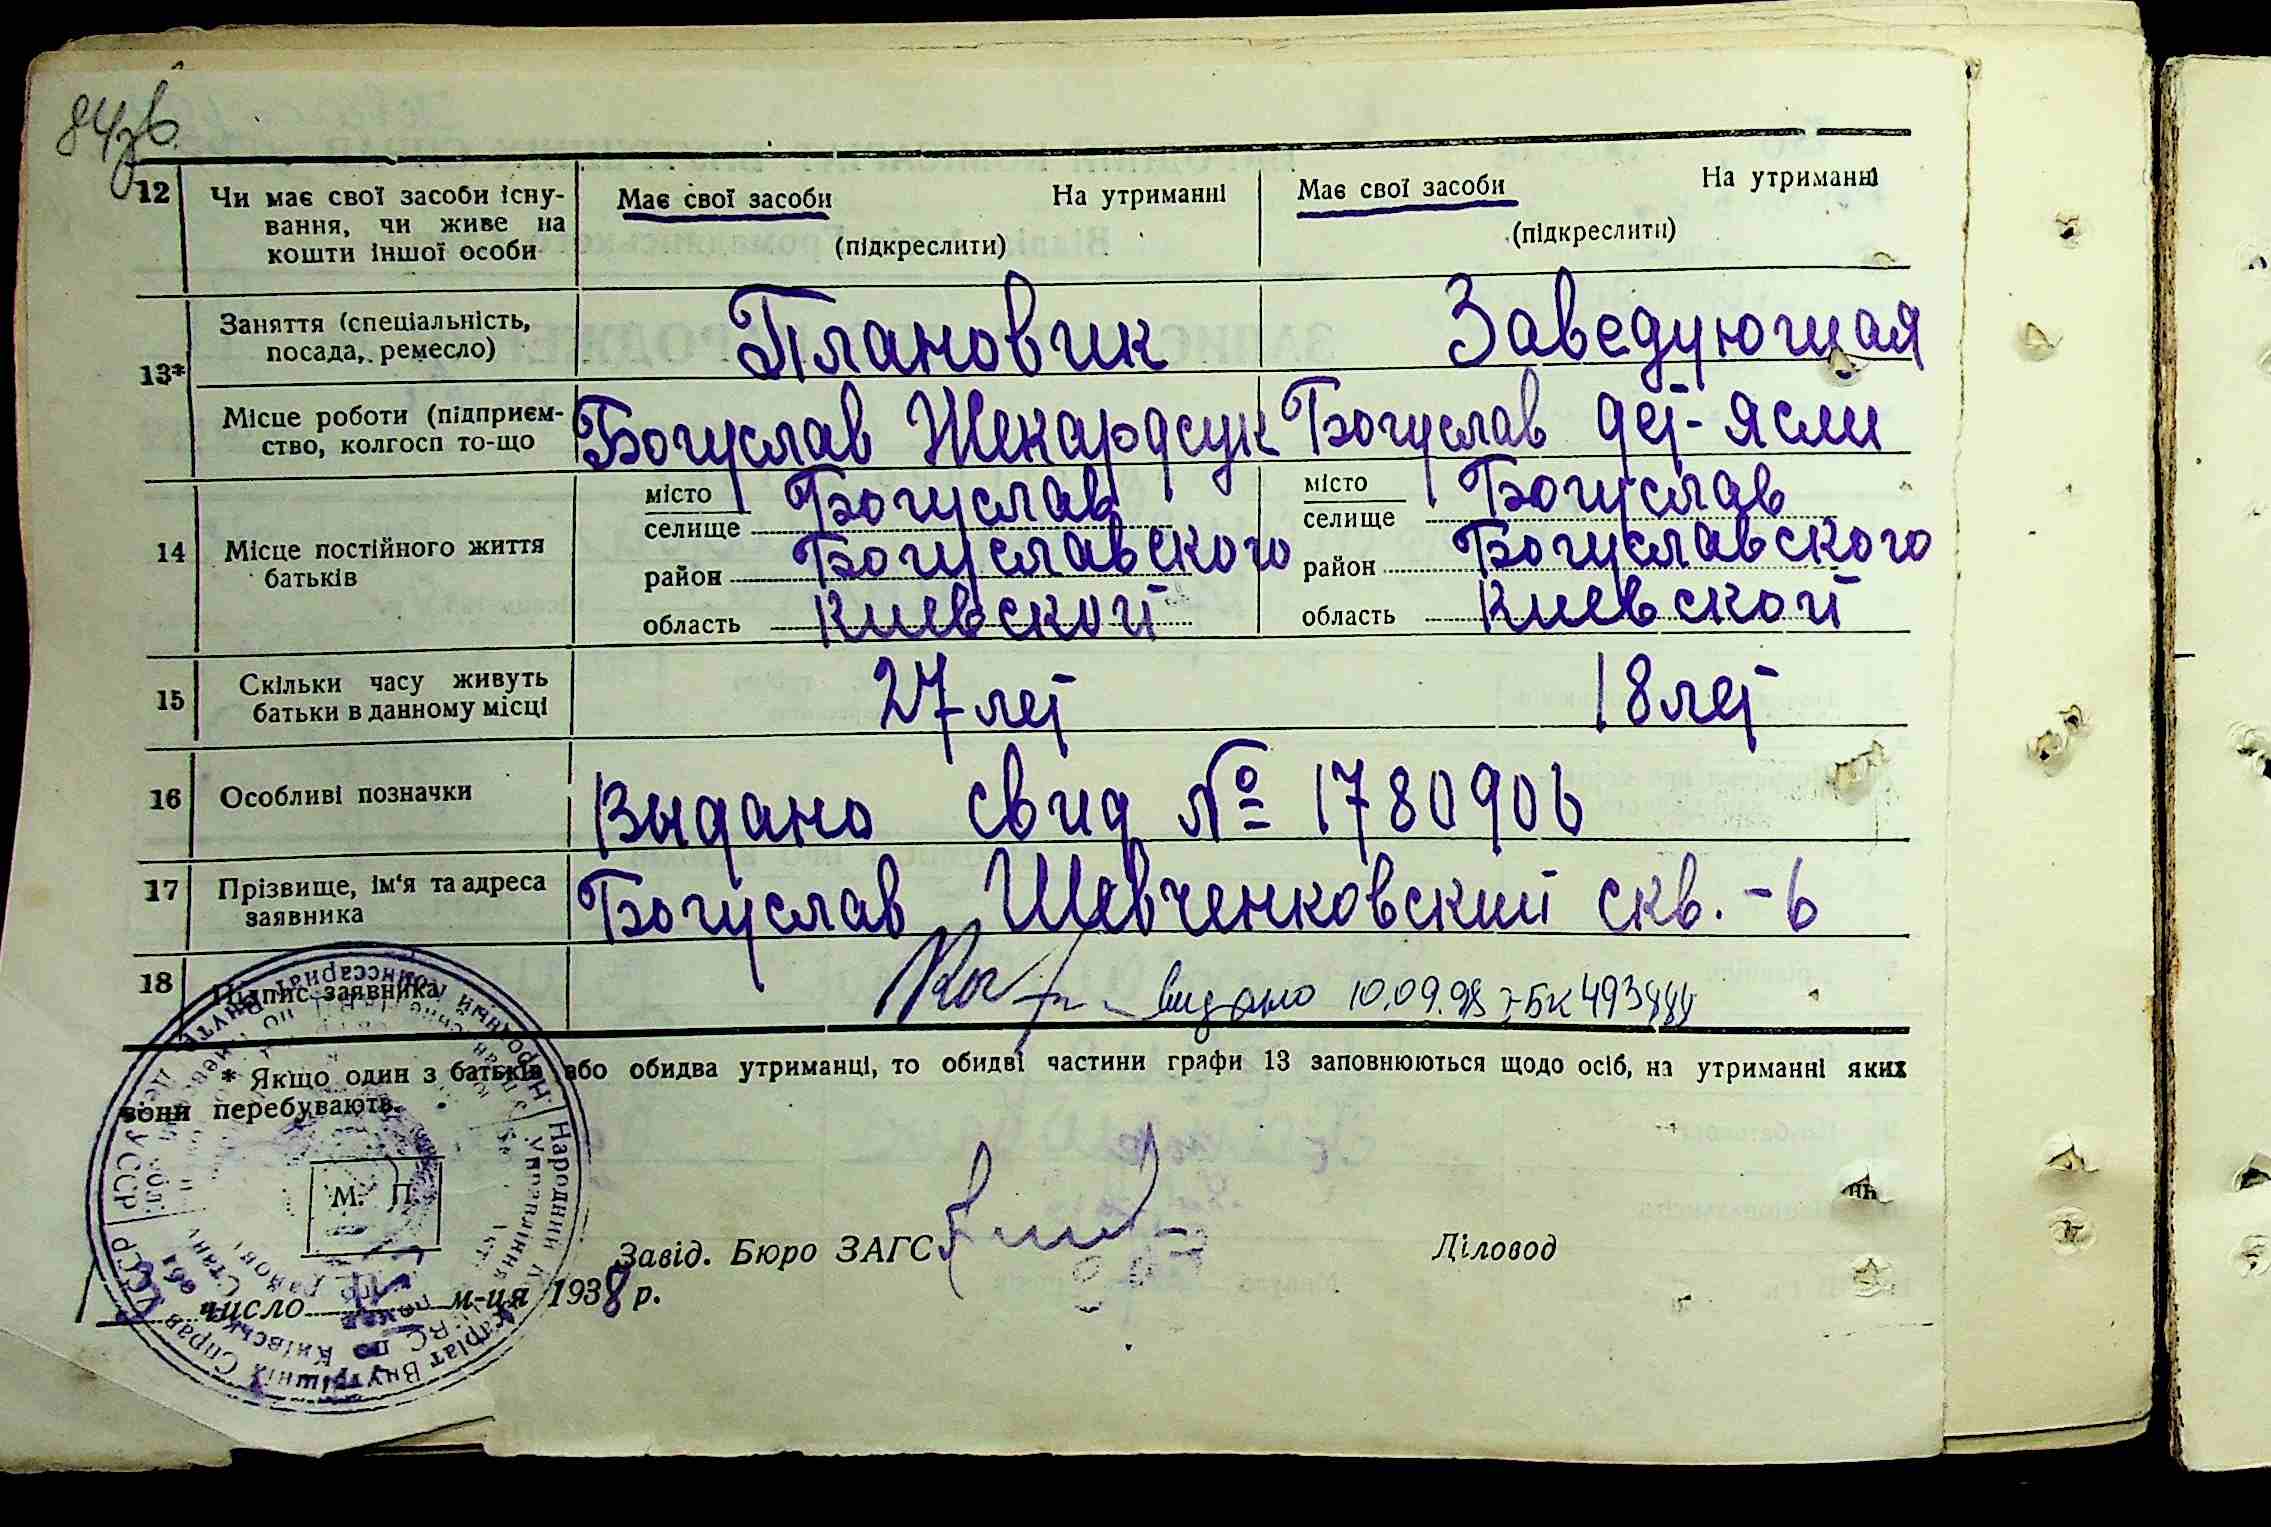 84зв
12 Чи має свої засоби існу-
вання, чи живе на
кошти іншої особи
Має свої засоби На утриманні
(підкреслити)
Має свої засоби На утриманні
(підкреслити)
13*
Заняття (спеціальність,
посада, ремесло)
Плановик
Заведующая
Місце роботи (підприєм-
ство, колгосп то-що
Богуслав
Богуслав дет-ясли
14 Місце постійного життя
батьків
місто
селище Богуслав
район Богуславского
область Киевской
місто
селище Богуслав
район Богуславского
область Киевской
15 Скільки часу живуть
батьки в данному місці
27 лет
18 лет
16 Особливі позначки
Выдано свид № 1780906
17 Прізвище, ім'я та адреса
заявника
Богуслав Шевченковский скв. - 6
18 Підпис заявника
видано 10.09.98
* Якщо один з батьків або обидва утриманці, то обидві частини графи 13 заповнюються щодо осіб, на утриманні яких
вони перебувають.
М. П.
Завід. Бюро ЗАГС
Діловод
число м-ця 1938 р.